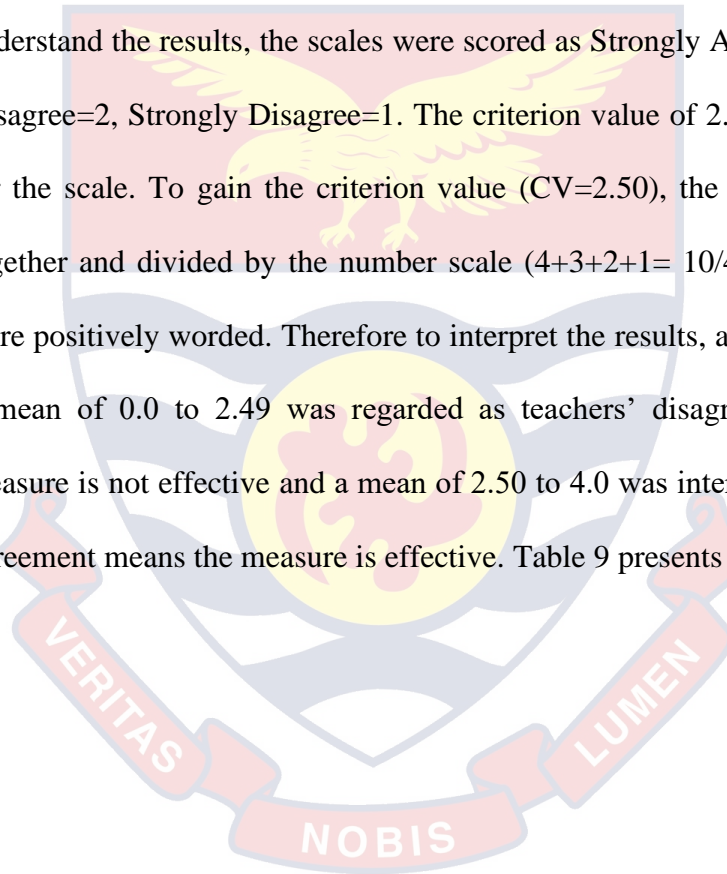 derstand the results, the scales were scored as Strongly A
sagree=2, Strongly Disagree=1. The criterion value of 2.
the scale. To gain the criterion value (CV=2.50), the
gether and divided by the number scale (4+3+2+1= 10/4
re positively worded. Therefore to interpret the results, a
mean of 0.0 to 2.49 was regarded as teachers’ disagr
easure is not effective and a mean of 2.50 to 4.0 was inter
reement means the measure is effective. Table 9 presents
VERITAS
NOBIS
LUMEN